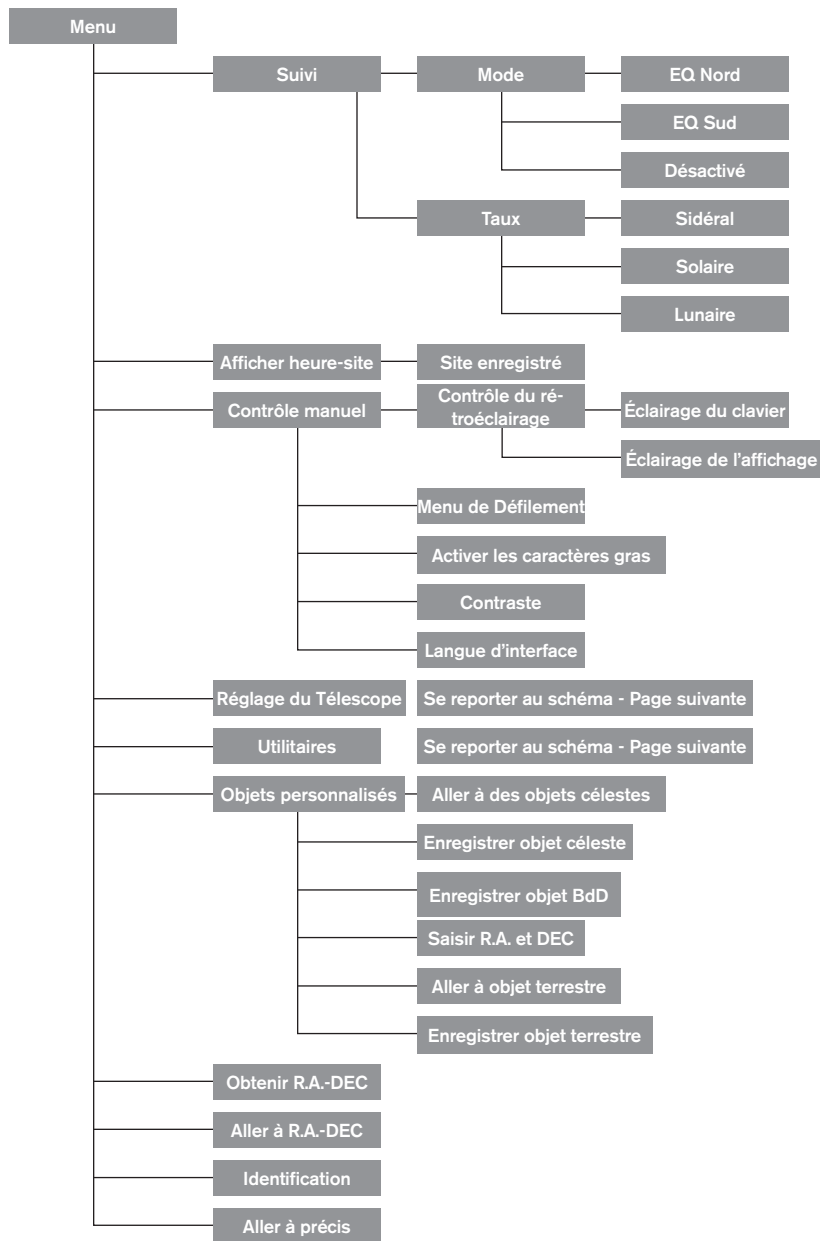 Menu
Suivi
Mode
EQ Nord
EQ Sud
Désactivé
Taux
Sidéral
Solaire
Lunaire
Afficher heure-site
Site enregistré
Contrôle manuel
Contrôle du ré-
troéclairage
Éclairage du clavier
Éclairage de l'affichage
Menu de Défilement
Activer les caractères gras
Contraste
Langue d'interface
Réglage du Télescope
Se reporter au schéma - Page suivante
Utilitaires
Se reporter au schéma - Page suivante
Objets personnalisés
Aller à des objets célestes
Enregistrer objet céleste
Enregistrer objet BdD
Saisir R.A. et DEC
Aller à objet terrestre
Enregistrer objet terrestre
Obtenir R.A.-DEC
Aller à R.A.-DEC
Identification
Aller à précis